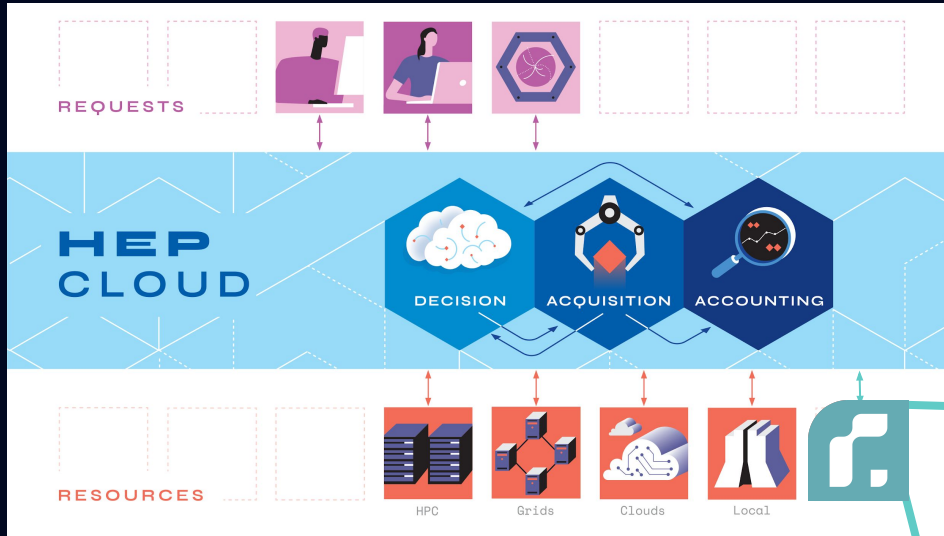 REQUESTS
HEP
CLOUD
DECISION
ACQUISITION
ACCOUNTING
RESOURCES
HPC
Grids
Clouds
Local